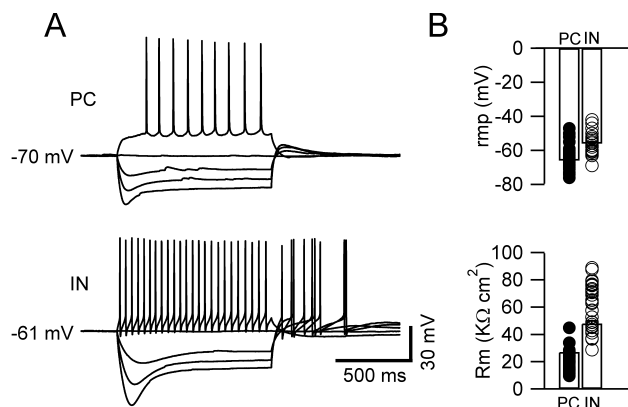 A
PC
-70 mV
IN
-61 mV
30 mV
500 ms
B
PC IN
0
-20
-40
-60
-80
rmp (mV)
100
80
60
40
20
0
Rm (KΩ cm²)
PC IN